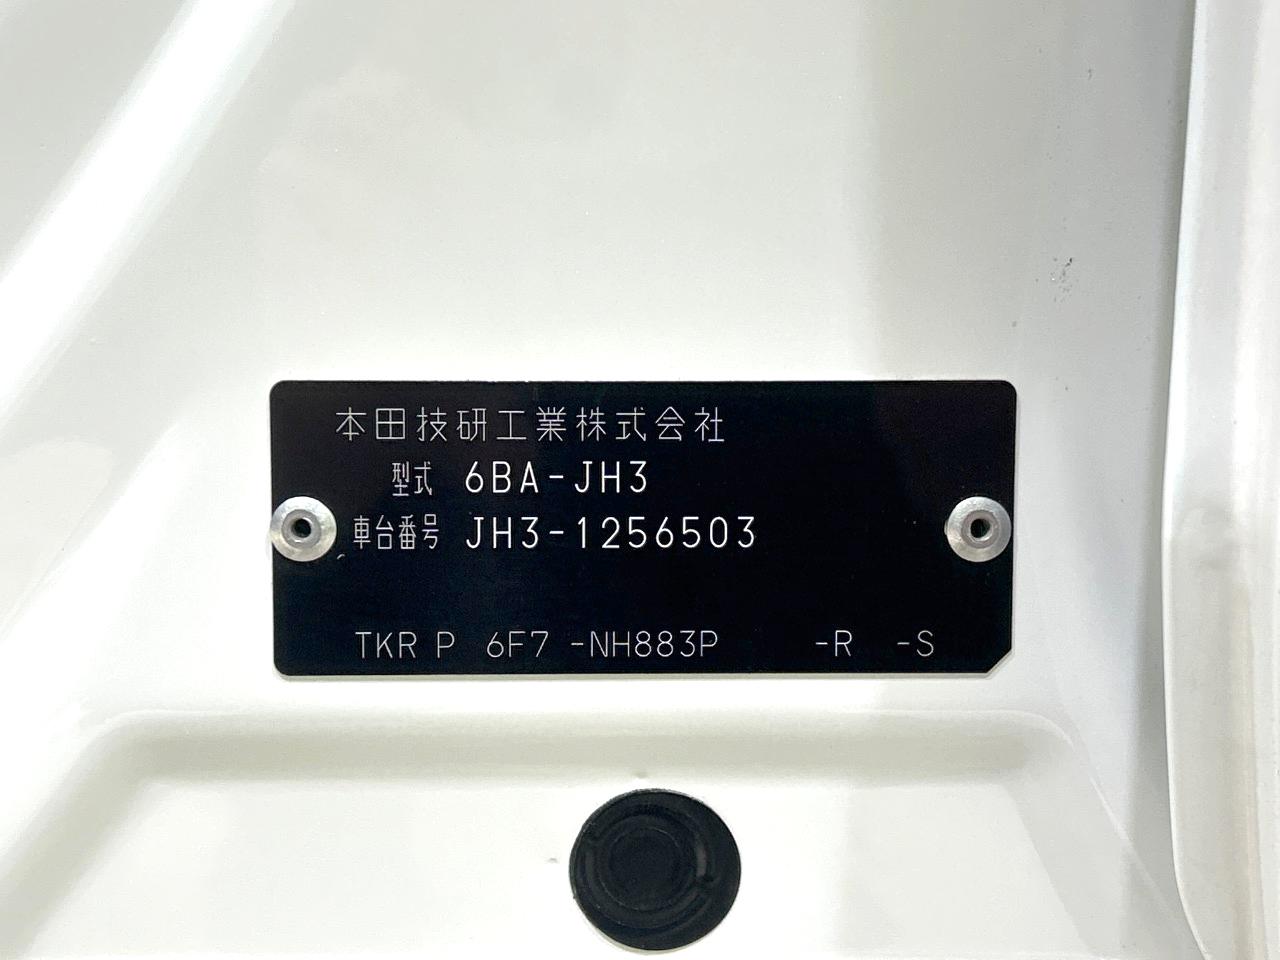 本田技研工業株式会社
型式 6BA-JH3
車台番号 JH3-1256503
TKR P 6F7 -NH883P -R -S